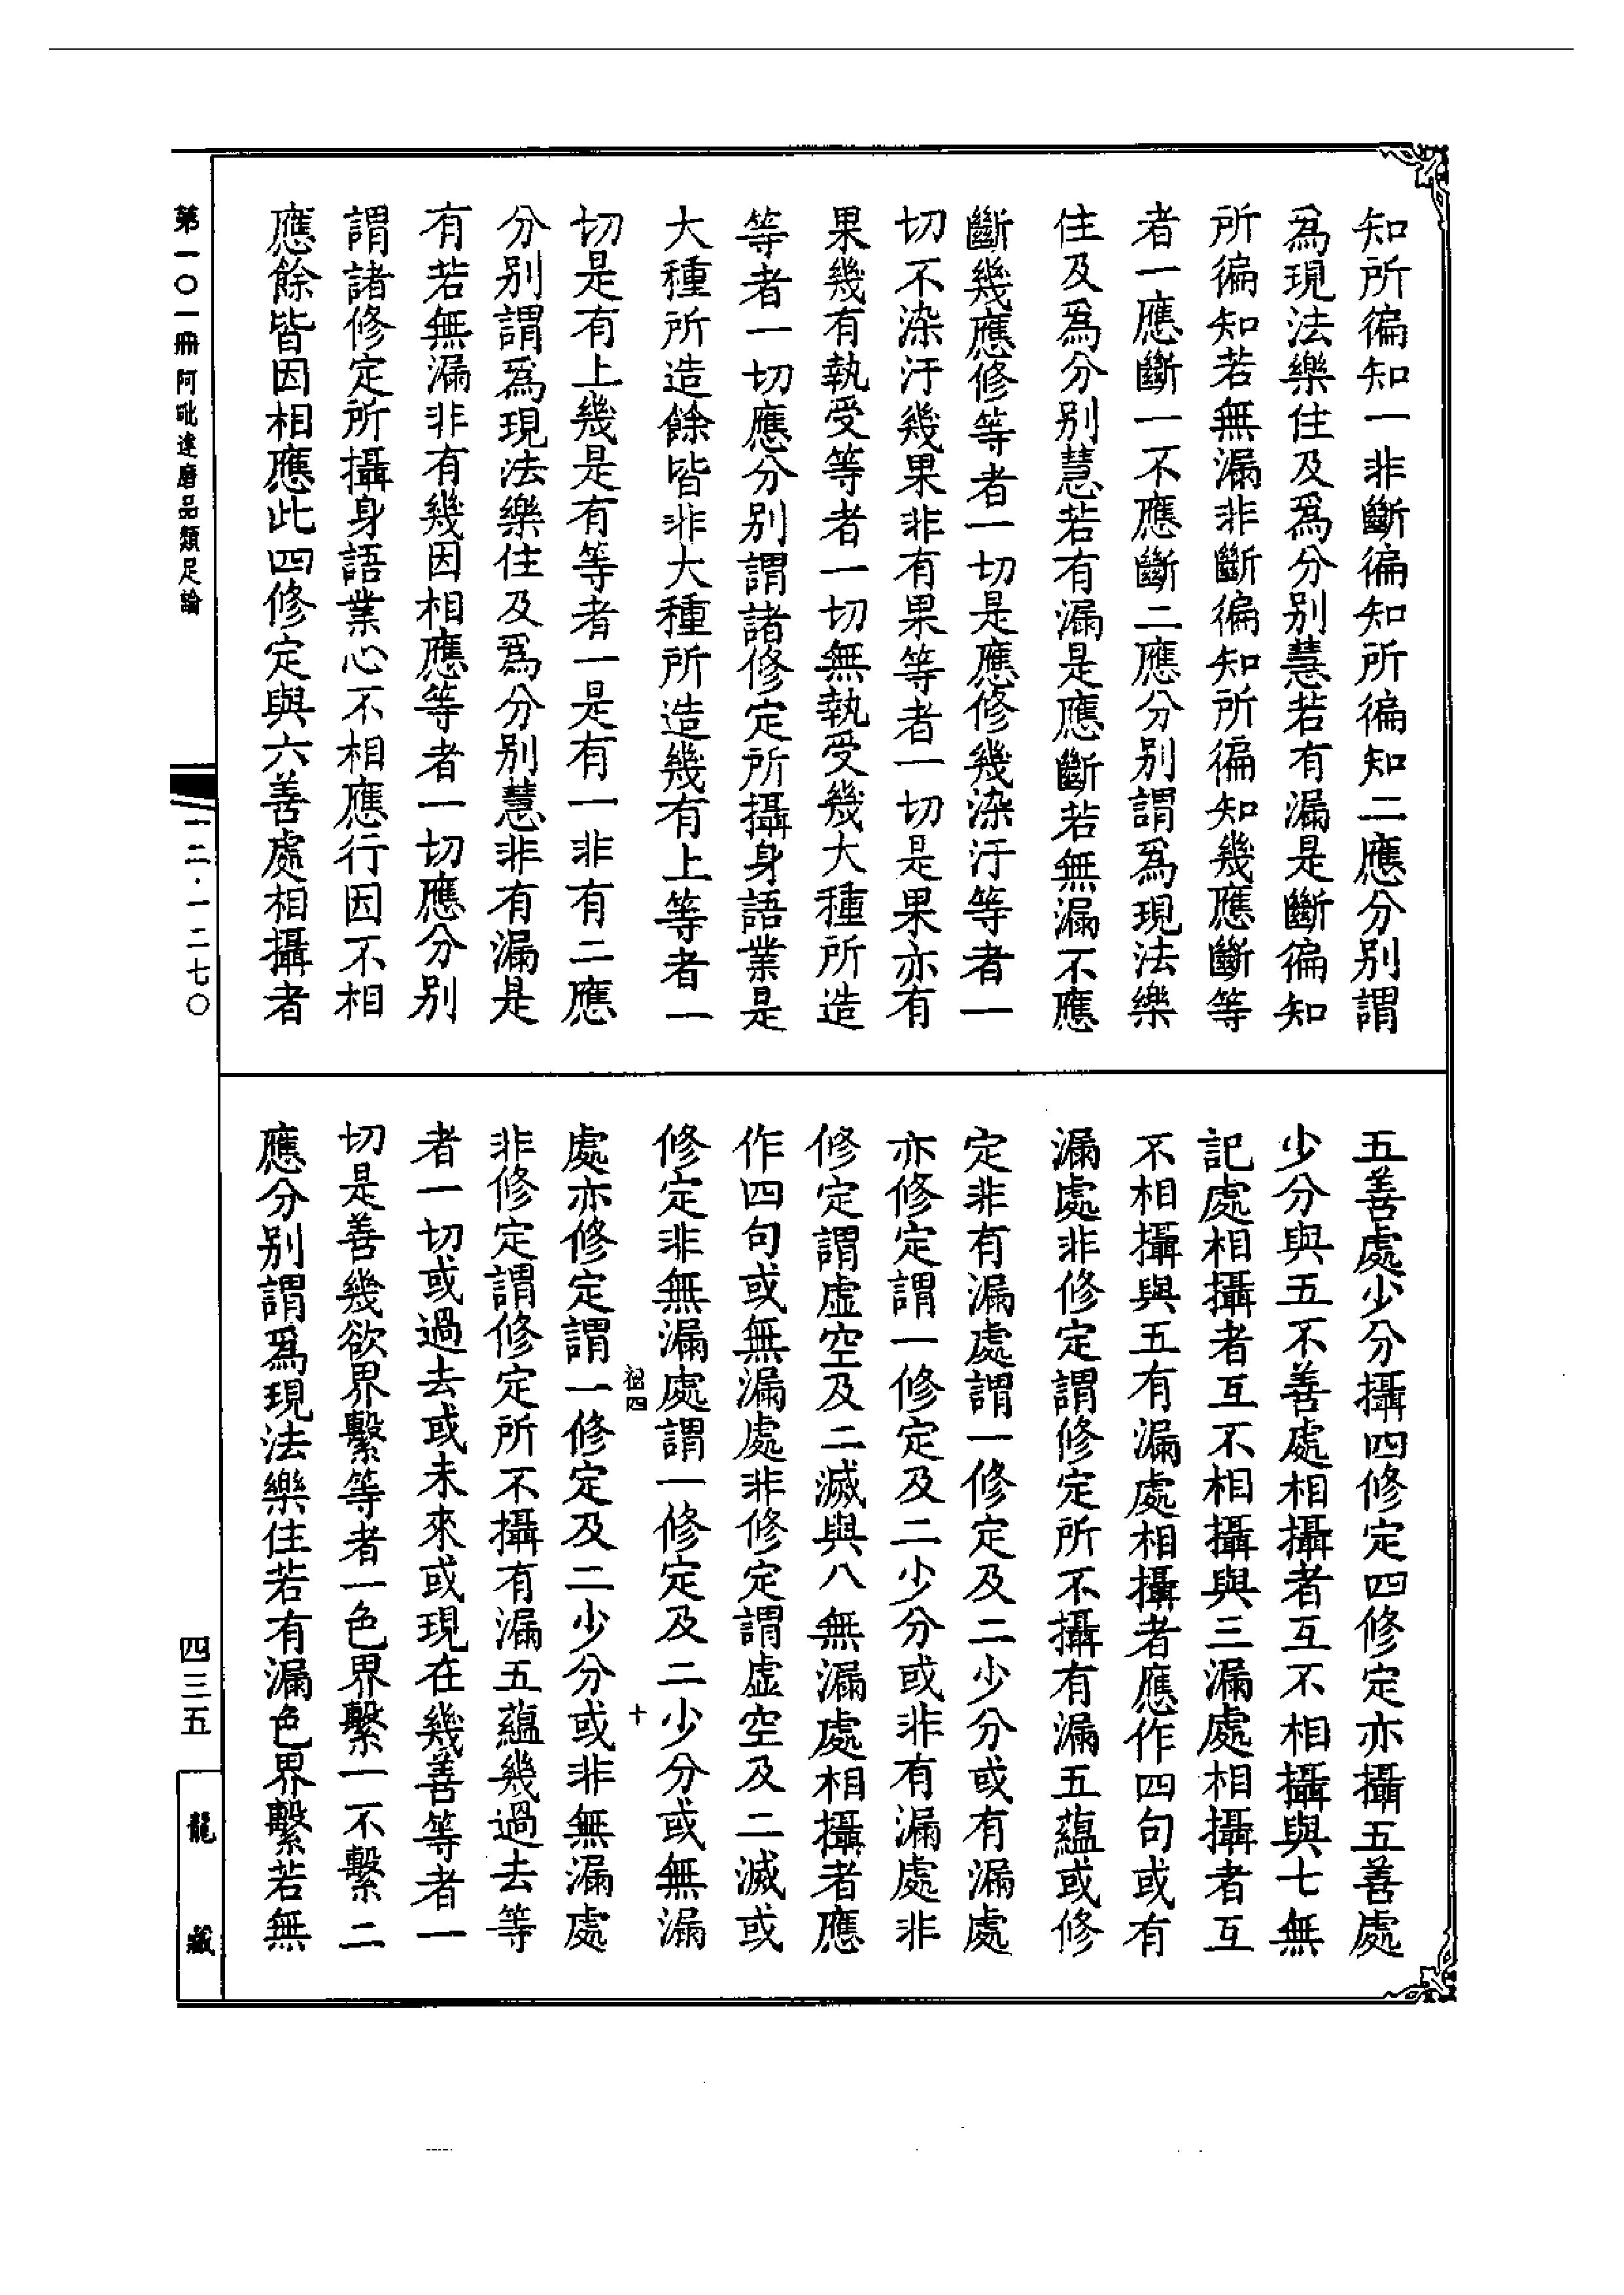 知所徧知一非斷徧知所徧知二應分别謂
爲現法樂住及爲分别慧若有漏是斷徧知
所徧知若無漏非斷徧知所徧知幾應斷等
者一應斷一不應斷二應分别謂爲現法樂
住及爲分别慧若有漏是應斷若無漏不應
斷幾應修等者一切是應修幾染汙等者一
切不染汙幾果非有果等者一切是果亦有
果幾有執受等者一切無執受幾大種所造
等者一切應分别謂諸修定所攝身語業是
大種所造餘皆非大種所造幾有上等者一
切是有上幾是有等者一是有一非有二應
分别謂爲現法樂住及爲分别慧非有漏是
有若無漏非有幾因相應等者一切應分别
謂諸修定所攝身語業心不相應行因不相
應餘皆因相應此四修定與六善處相攝者
五善處少分攝四修定四修定亦攝五善處
少分與五不善處相攝者互不相攝與七無
記處相攝者互不相攝與三漏處相攝者互
不相攝與五有漏處相攝者應作四句或有
漏處非修定謂修定所不攝有漏五蘊或修
定非有漏處謂一修定及二少分或有漏處
亦修定謂一修定及二少分或非有漏處非
修定謂虛空及二滅與八無漏處相攝者應
作四句或無漏處非修定謂虛空及二滅或
修定非無漏處謂一修定及二少分或無漏
處亦修定謂一修定及二少分或非無漏處
非修定謂修定所不攝有漏五蘊幾過去等
者一切或過去或未來或現在幾善等者一
切是善幾欲界繫等者一色界繫一不繫二
應分别謂爲現法樂住若有漏色界繫若無
第一〇一冊 阿毗達磨品類足論
一二·一二七〇
四三五
龍藏
十